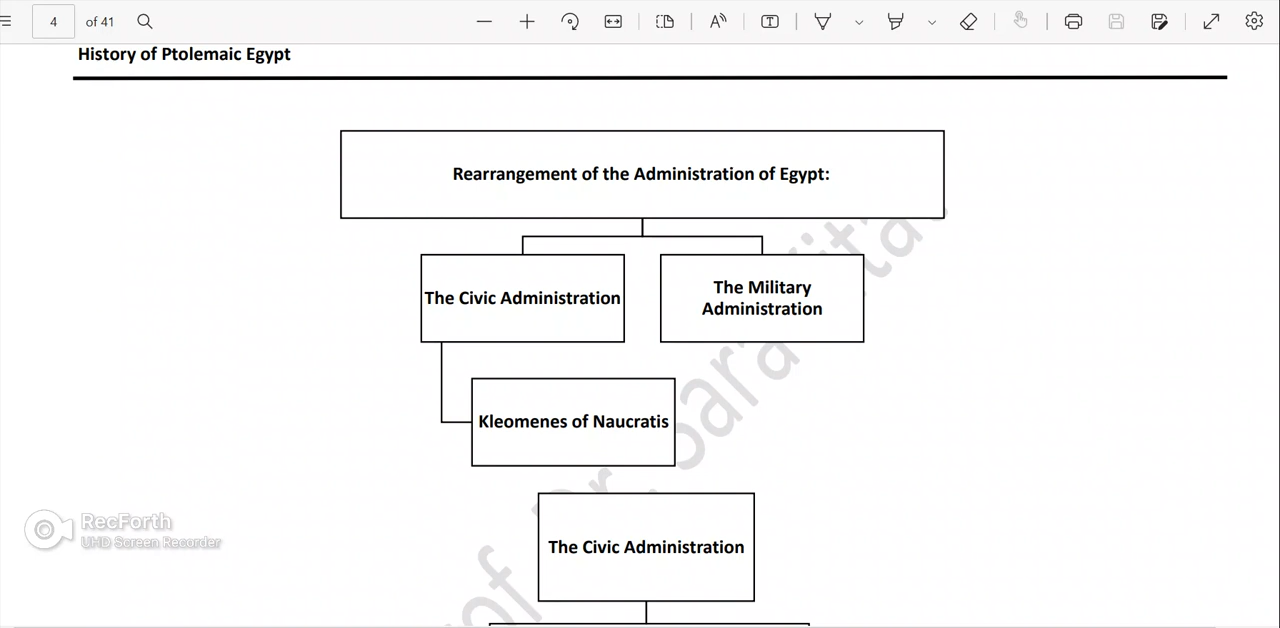 4 of 41
History of Ptolemaic Egypt
Rearrangement of the Administration of Egypt:
The Civic Administration
The Military
Administration
Kleomenes of Naucratis
RecForth
UHD Screen Recorder
The Civic Administration